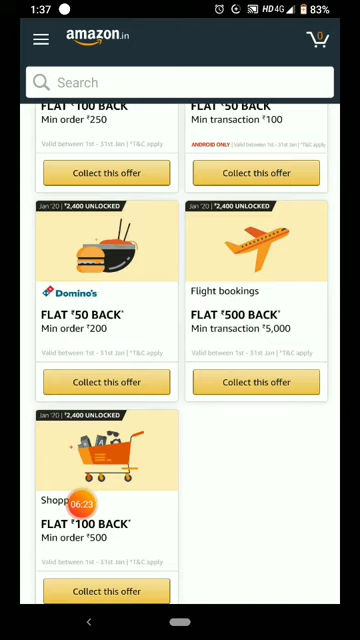 1:37
HD 4G
83%
amazon.in
0
Search
FLAT ₹100 BACK
Min order ₹250
Valid between 1st - 31st Jan | *T&C apply
Collect this offer
FLAT ₹50 BACK
Min transaction ₹100
ANDROID ONLY | Valid between 1st - 31st Jan | *T&C apply
Collect this offer
Jan '20 | ₹2,400 UNLOCKED
Domino's
FLAT ₹50 BACK*
Min order ₹200
Valid between 1st - 31st Jan | *T&C apply
Collect this offer
Jan '20 | ₹2,400 UNLOCKED
Flight bookings
FLAT ₹500 BACK*
Min transaction ₹5,000
Valid between 1st - 31st Jan | *T&C apply
Collect this offer
Jan '20 | ₹2,400 UNLOCKED
Shopp
06:23
FLAT ₹100 BACK*
Min order ₹500
Valid between 1st - 31st Jan | *T&C apply
Collect this offer